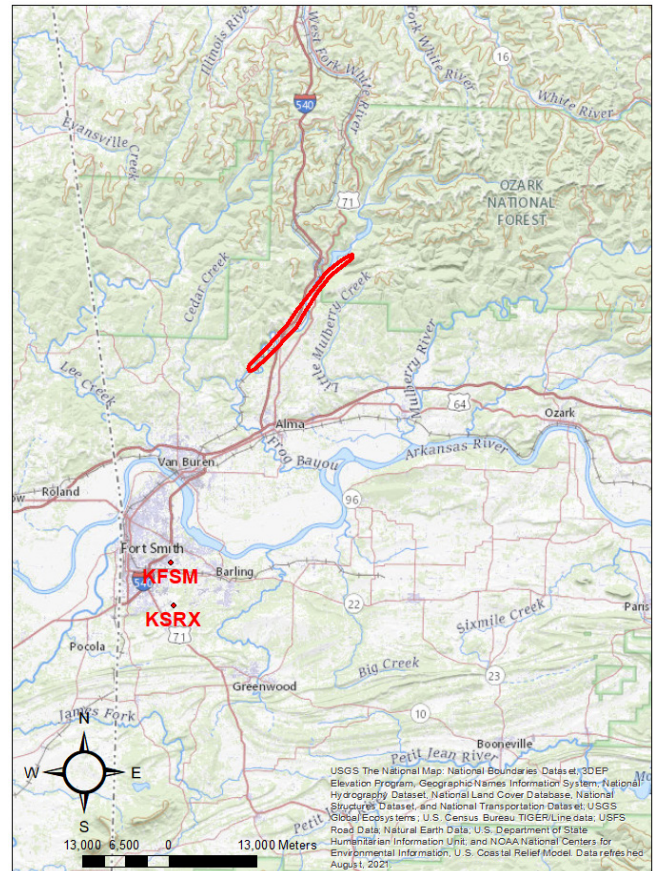 Illinois River
West Fork White River
Fork White River
16
White River
540
Evansville Creek
71
OZARK
NATIONAL
FOREST
Cedar Creek
Little Mulberry Creek
Mulberry River
Lee Creek
64
Ozark
Alma
Frog Bayou
Arkansas River
Van Buren
Roland
ow
96
Fort Smith
KFSM
540
Barling
22
KSRX
71
Paris
Sixmile Creek
Pocola
Big Creek
23
Greenwood
James Fork
10
Booneville
Petit Jean River
N
W
E
S
13,000 6,500 0 13,000 Meters
USGS The National Map: National Boundaries Dataset, 3DEP
Elevation Program, Geographic Names Information System, National
Hydrography Dataset, National Land Cover Database, National
Structures Dataset, and National Transportation Dataset; USGS
Global Ecosystems; U.S. Census Bureau TIGER/Line data; USFS
Road Data; Natural Earth Data; U.S. Department of State
Humanitarian Information Unit; and NOAA National Centers for
Environmental Information, U.S. Coastal Relief Model. Data refreshed
August, 2021.